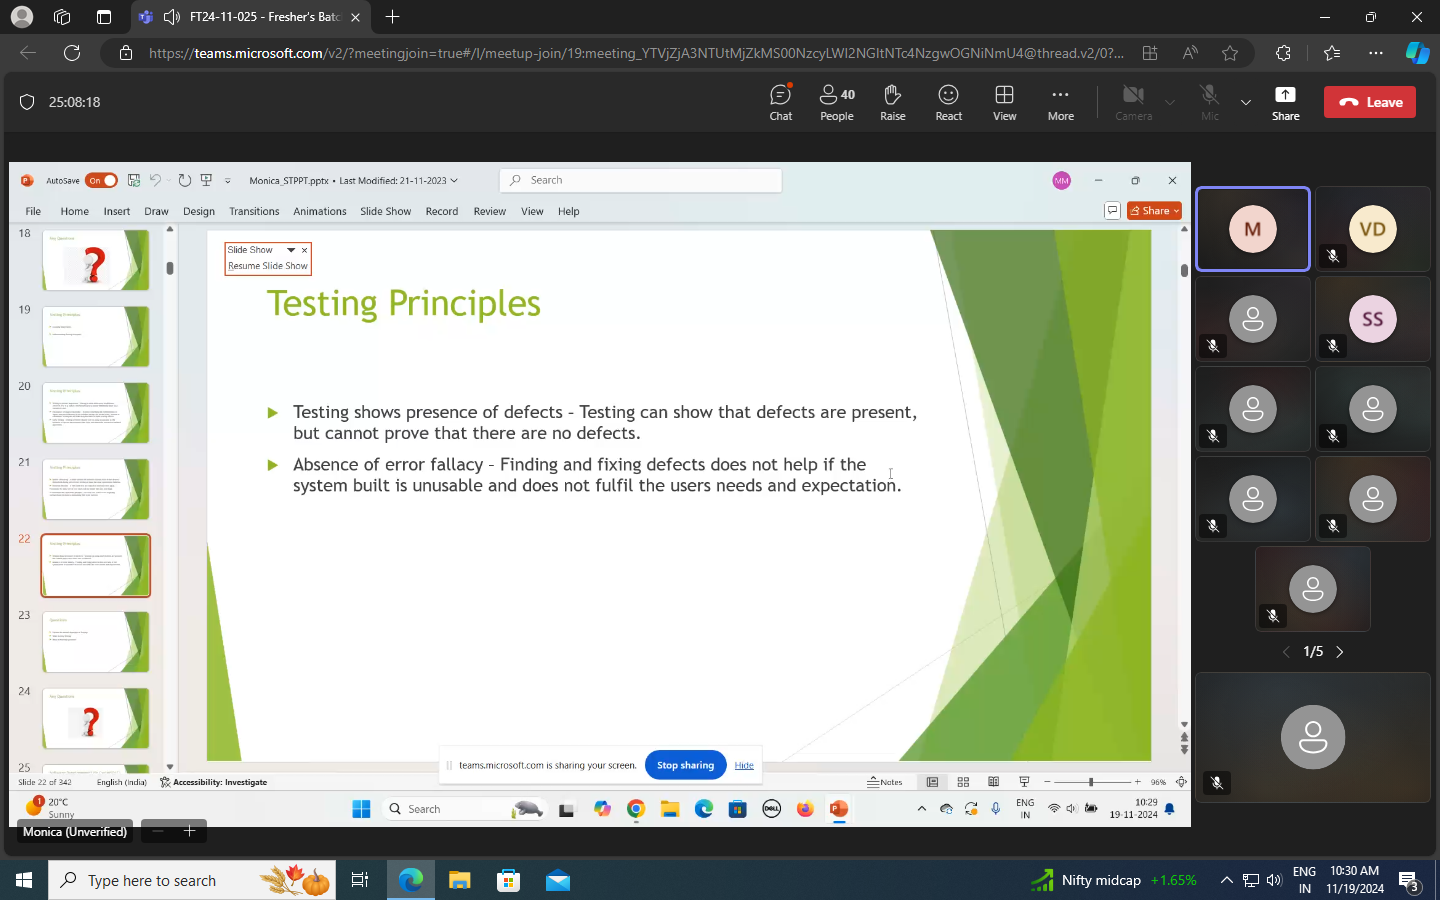 FT24-11-025 - Fresher's Batc
https://teams.microsoft.com/v2/?meetingjoin=true#/l/meetup-join/19:meeting_YTVjZjA3NTUtMjZkMS00NzcyLWI2NGItNTc4NzgwOGNiNmU4@thread.v2/0?...
25:08:18
Chat
40
People
Raise
React
View
More
Camera
Mic
Share
Leave
AutoSave On
Monica_STPPT.pptx • Last Modified: 21-11-2023
Search
MM
File Home Insert Draw Design Transitions Animations Slide Show Record Review View Help
Share
18
19
20
21
22
23
24
25
Slide Show
Resume Slide Show
Testing Principles
Testing shows presence of defects – Testing can show that defects are present,
but cannot prove that there are no defects.
Absence of error fallacy – Finding and fixing defects does not help if the
system built is unusable and does not fulfil the users needs and expectation.
teams.microsoft.com is sharing your screen.
Stop sharing
Hide
Slide 22 of 342
English (India)
Accessibility: Investigate
Notes
96%
1
20°C
Sunny
Search
DELL
ENG
IN
10:29
19-11-2024
Monica (Unverified)
M
VD
SS
1/5
Type here to search
Nifty midcap +1.65%
ENG
IN
10:30 AM
11/19/2024
3